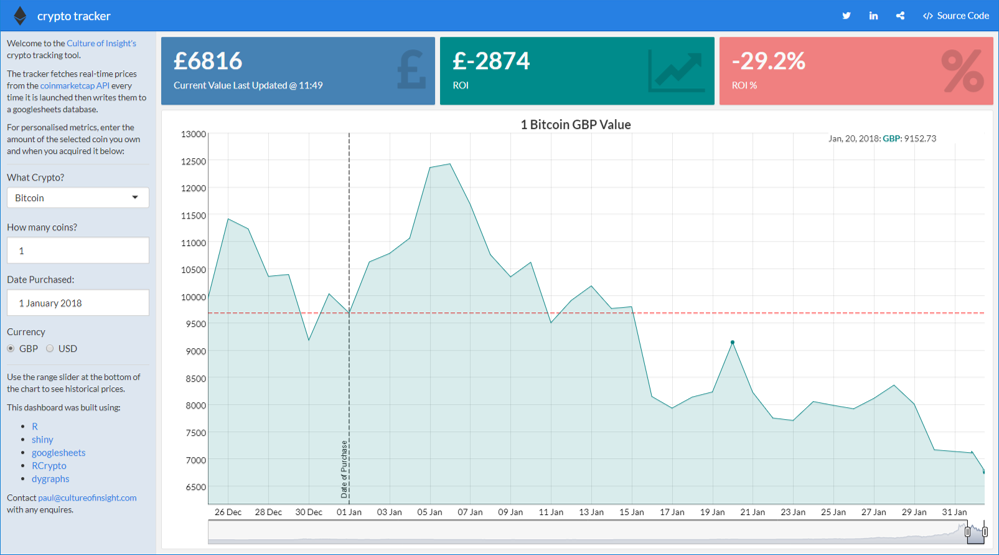 crypto tracker
Source Code
Welcome to the Culture of Insight's
crypto tracking tool.
The tracker fetches real-time prices
from the coinmarketcap API every
time it is launched then writes them to
a googlesheets database.
For personalised metrics, enter the
amount of the selected coin you own
and when you acquired it below:
What Crypto?
Bitcoin
How many coins?
1
Date Purchased:
1 January 2018
Currency
GBP USD
Use the range slider at the bottom of
the chart to see historical prices.
This dashboard was built using:
R
shiny
googlesheets
RCrypto
dygraphs
Contact paul@cultureofinsight.com
with any enquires.
£6816
Current Value Last Updated @ 11:49
£
£-2874
ROI
-29.2%
ROI %
%
1 Bitcoin GBP Value
Jan, 20, 2018: GBP: 9152.73
13000
12500
12000
11500
11000
10500
10000
9500
9000
8500
8000
7500
7000
6500
Date of Purchase
26 Dec 28 Dec 30 Dec 01 Jan 03 Jan 05 Jan 07 Jan 09 Jan 11 Jan 13 Jan 15 Jan 17 Jan 19 Jan 21 Jan 23 Jan 25 Jan 27 Jan 29 Jan 31 Jan